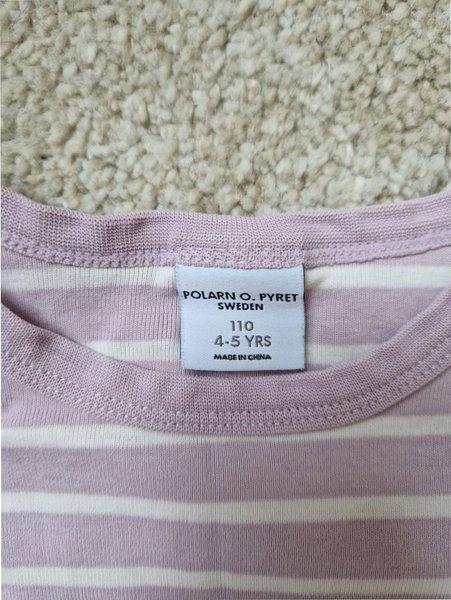 POLARN O. PYRET
SWEDEN
110
4-5 YRS
MADE IN CHINA